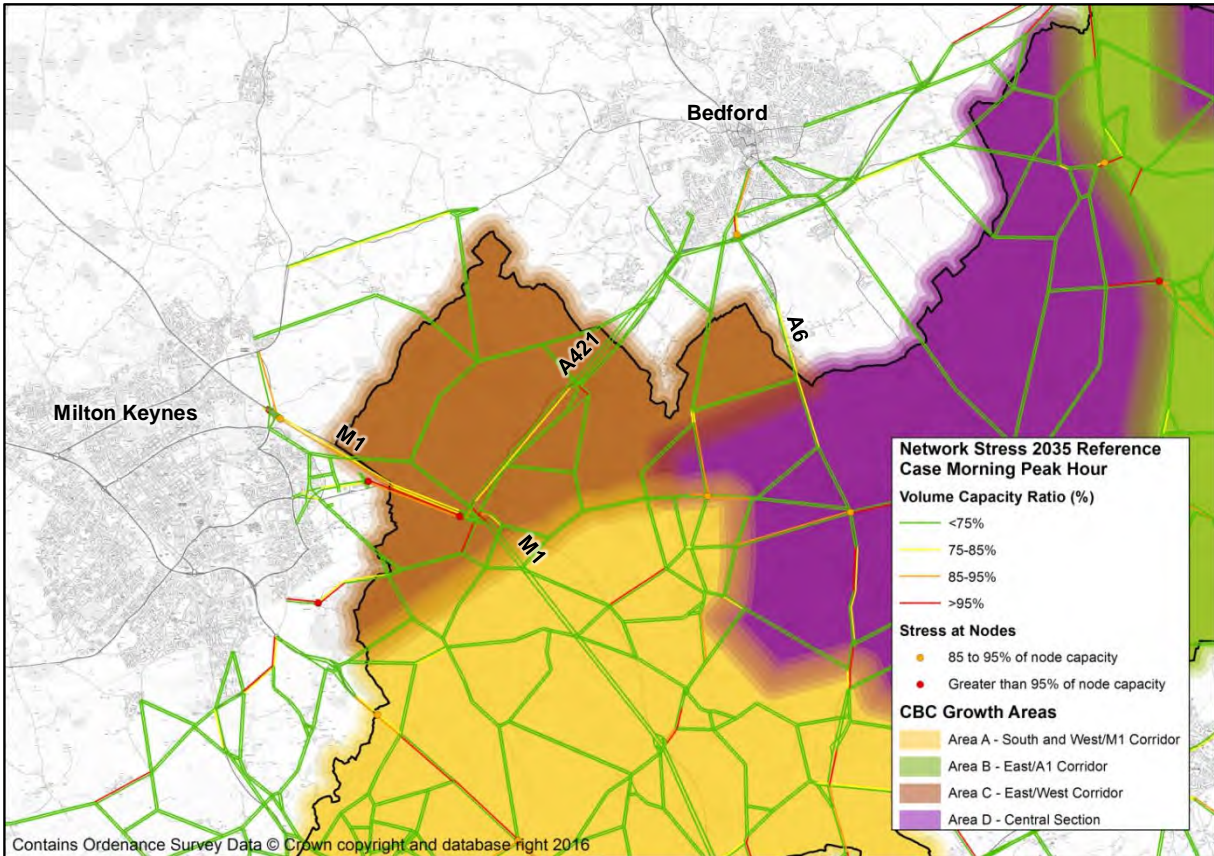 Bedford
A6
A421
Milton Keynes
M1
M1
Network Stress 2035 Reference
Case Morning Peak Hour
Volume Capacity Ratio (%)
<75%
75-85%
85-95%
>95%
Stress at Nodes
85 to 95% of node capacity
Greater than 95% of node capacity
CBC Growth Areas
Area A - South and West/M1 Corridor
Area B - East/A1 Corridor
Area C - East/West Corridor
Area D - Central Section
Contains Ordenance Survey Data © Crown copyright and database right 2016